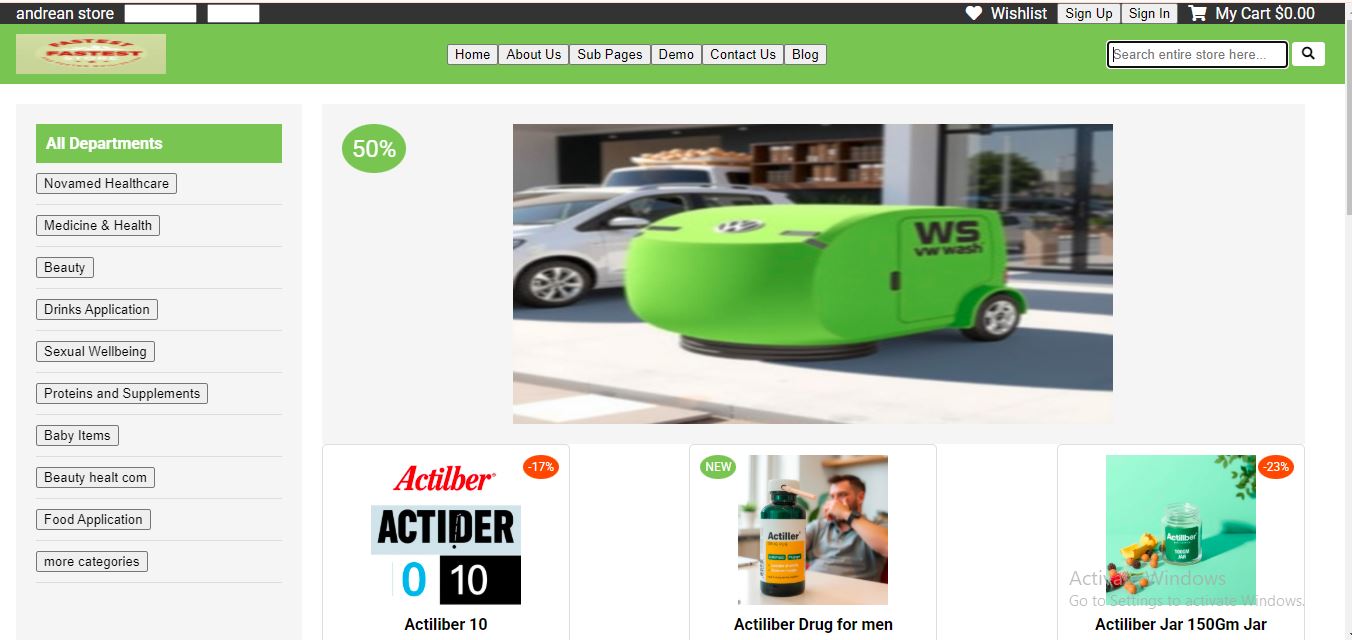 andrean store
Wishlist
Sign Up
Sign In
My Cart $0.00
FASTEST
FASTEST
Home
About Us
Sub Pages
Demo
Contact Us
Blog
Search entire store here...
All Departments
Novamed Healthcare
Medicine & Health
Beauty
Drinks Application
Sexual Wellbeing
Proteins and Supplements
Baby Items
Beauty healt com
Food Application
more categories
50%
WS
vw wash
-17%
Actilber
ACTIDER
0 10
Actiliber 10
NEW
Actiller
Actiliber Drug for men
-23%
Actillber
100GM
JAR
Actiliber Jar 150Gm Jar
Activate Windows
Go to Settings to activate Windows.